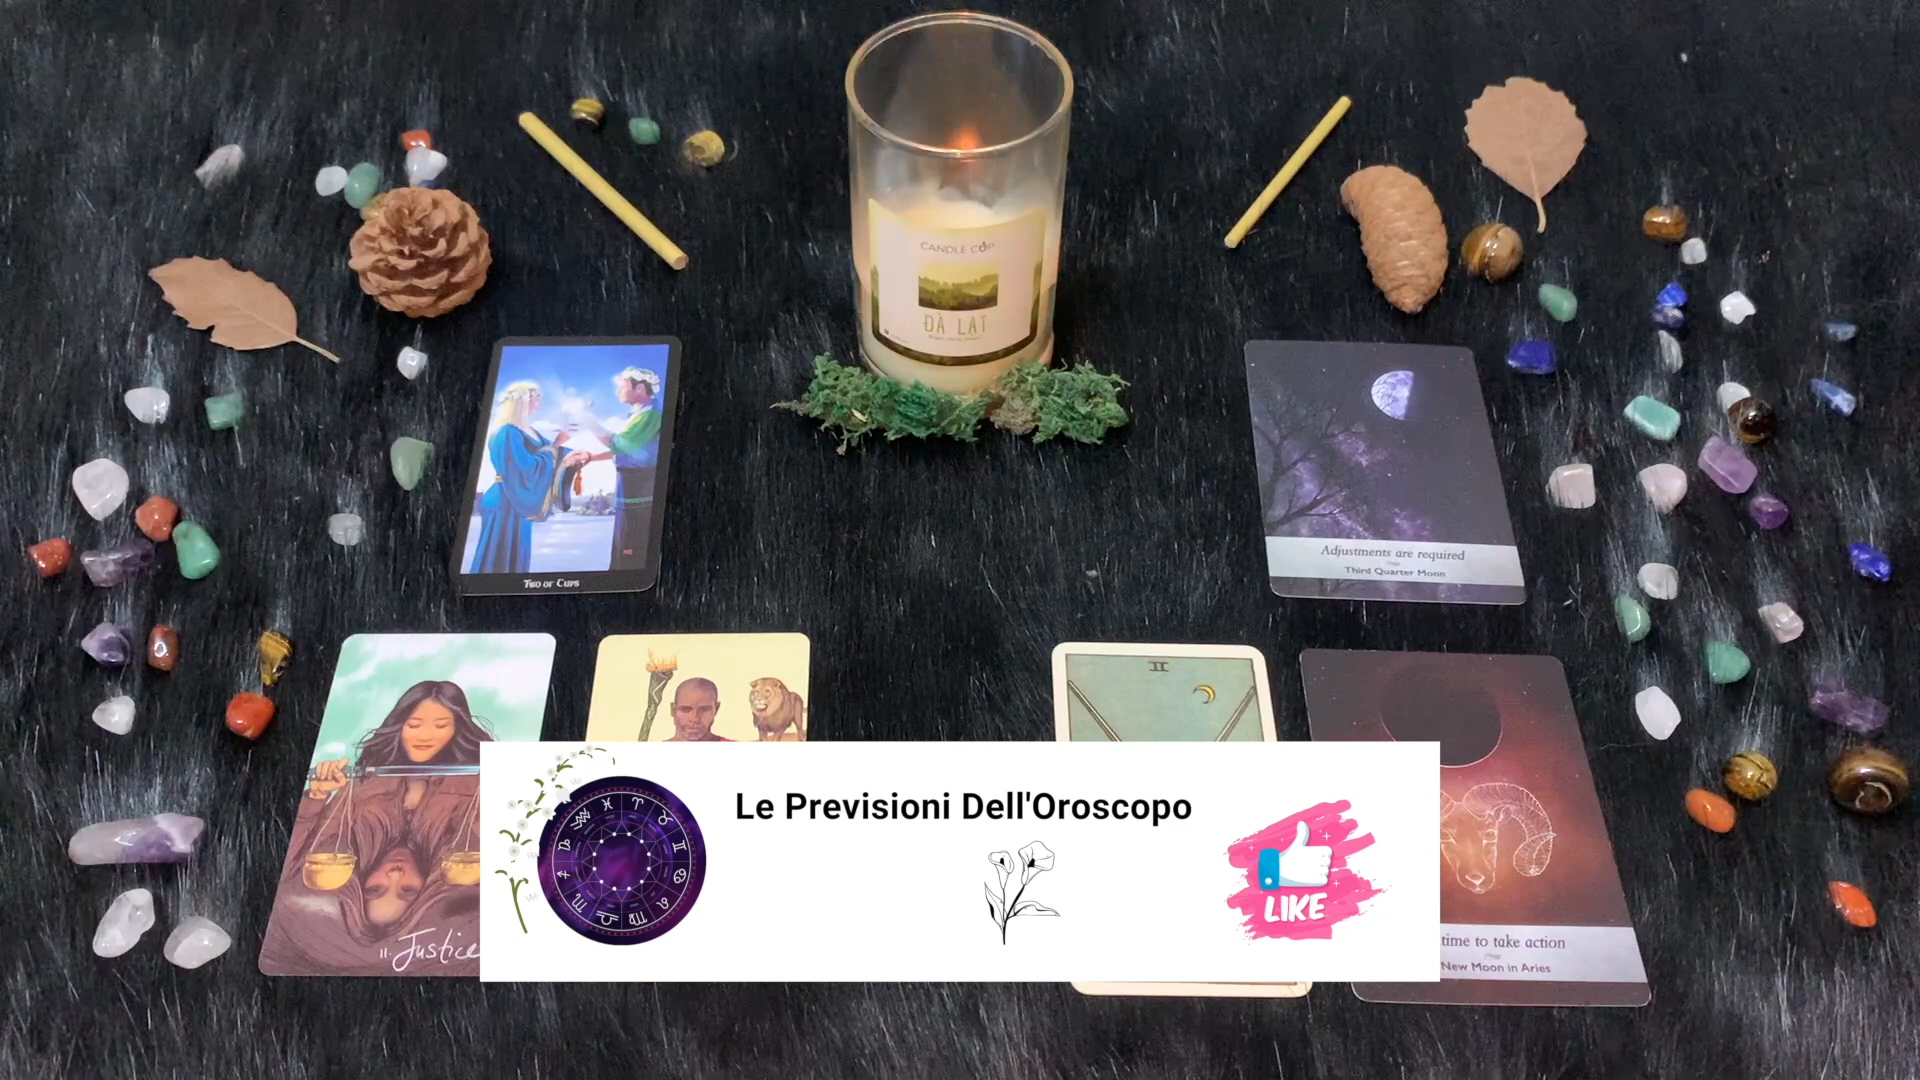 CANDLE CUP
ĐÀ LẠT
Two of Cups
Adjustments are required
Third Quarter Moon
II
11. Justice
Le Previsioni Dell'Oroscopo
LIKE
time to take action
New Moon in Aries